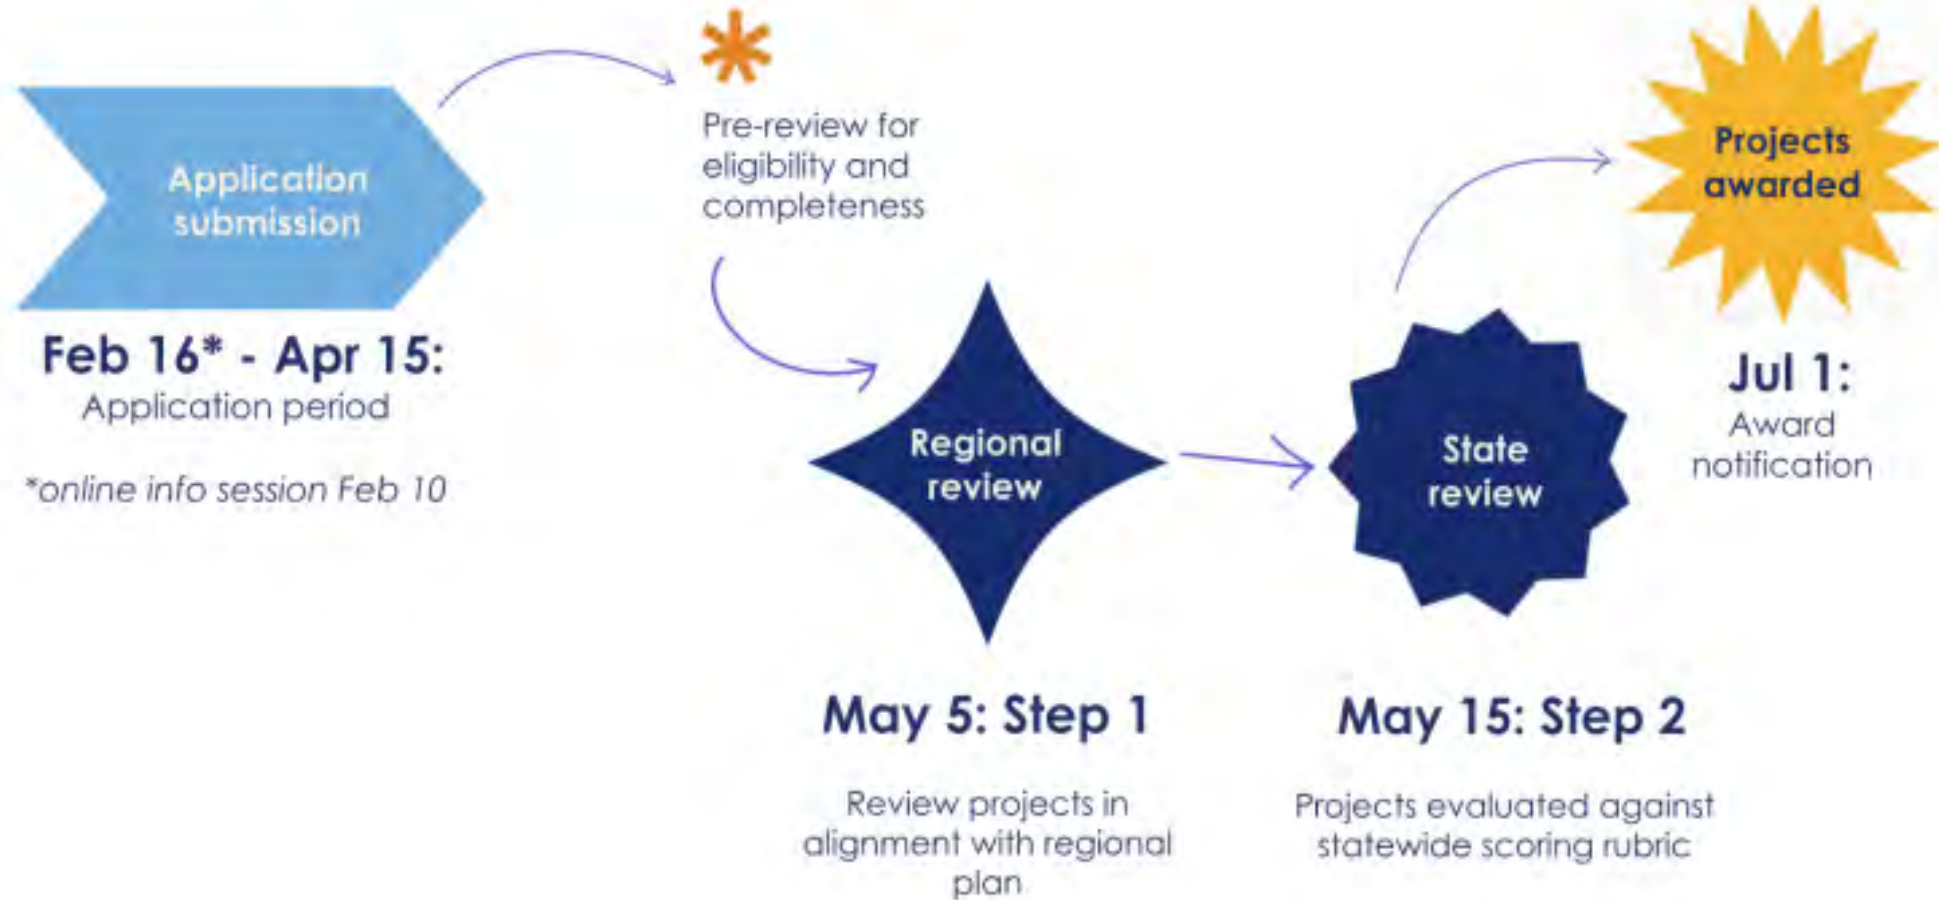 Application
submission
Feb 16* - Apr 15:
Application period
*online info session Feb 10
Pre-review for
eligibility and
completeness
Regional
review
May 5: Step 1
Review projects in
alignment with regional
plan
State
review
May 15: Step 2
Projects evaluated against
statewide scoring rubric
Projects
awarded
Jul 1:
Award
notification